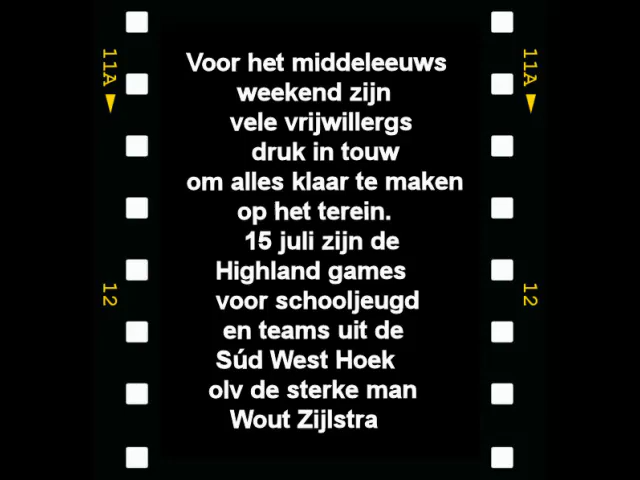 Voor het middeleeuws
weekend zijn
vele vrijwillergs
druk in touw
om alles klaar te maken
op het terein.
15 juli zijn de
Highland games
voor schooljeugd
en teams uit de
Súd West Hoek
olv de sterke man
Wout Zijlstra
11A
12
11A
12